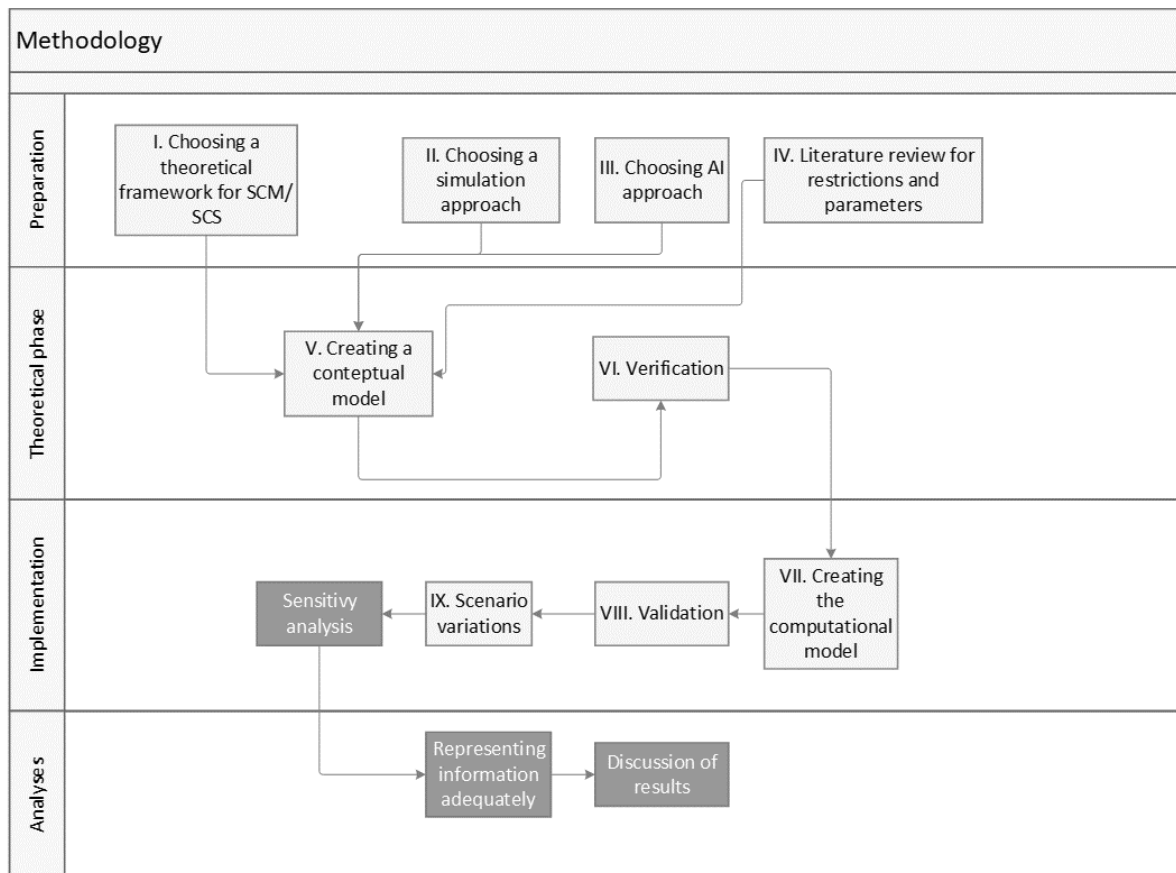 Methodology
Preparation
I. Choosing a
theoretical
framework for SCM/
SCS
II. Choosing a
simulation
approach
III. Choosing AI
approach
IV. Literature review for
restrictions and
parameters
Theoretical phase
V. Creating a
conteptual
model
VI. Verification
Implementation
Sensitivy
analysis
IX. Scenario
variations
VIII. Validation
VII. Creating
the
computational
model
Analyses
Representing
information
adequately
Discussion of
results